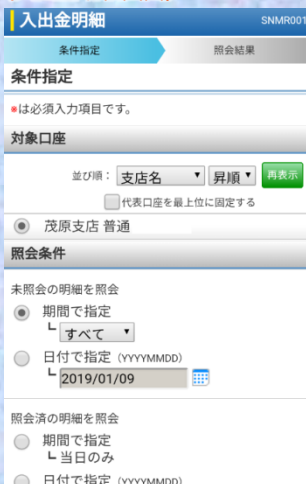 入出金明細 SNMR001
条件指定 照会結果
条件指定
*は必須入力項目です。
対象口座
並び順： 支店名 昇順 再表示
代表口座を最上位に固定する
茂原支店 普通
照会条件
未照会の明細を照会
期間で指定
すべて
日付で指定 (YYYYMMDD)
2019/01/09
照会済の明細を照会
期間で指定
当日のみ
日付で指定 (YYYYMMDD)